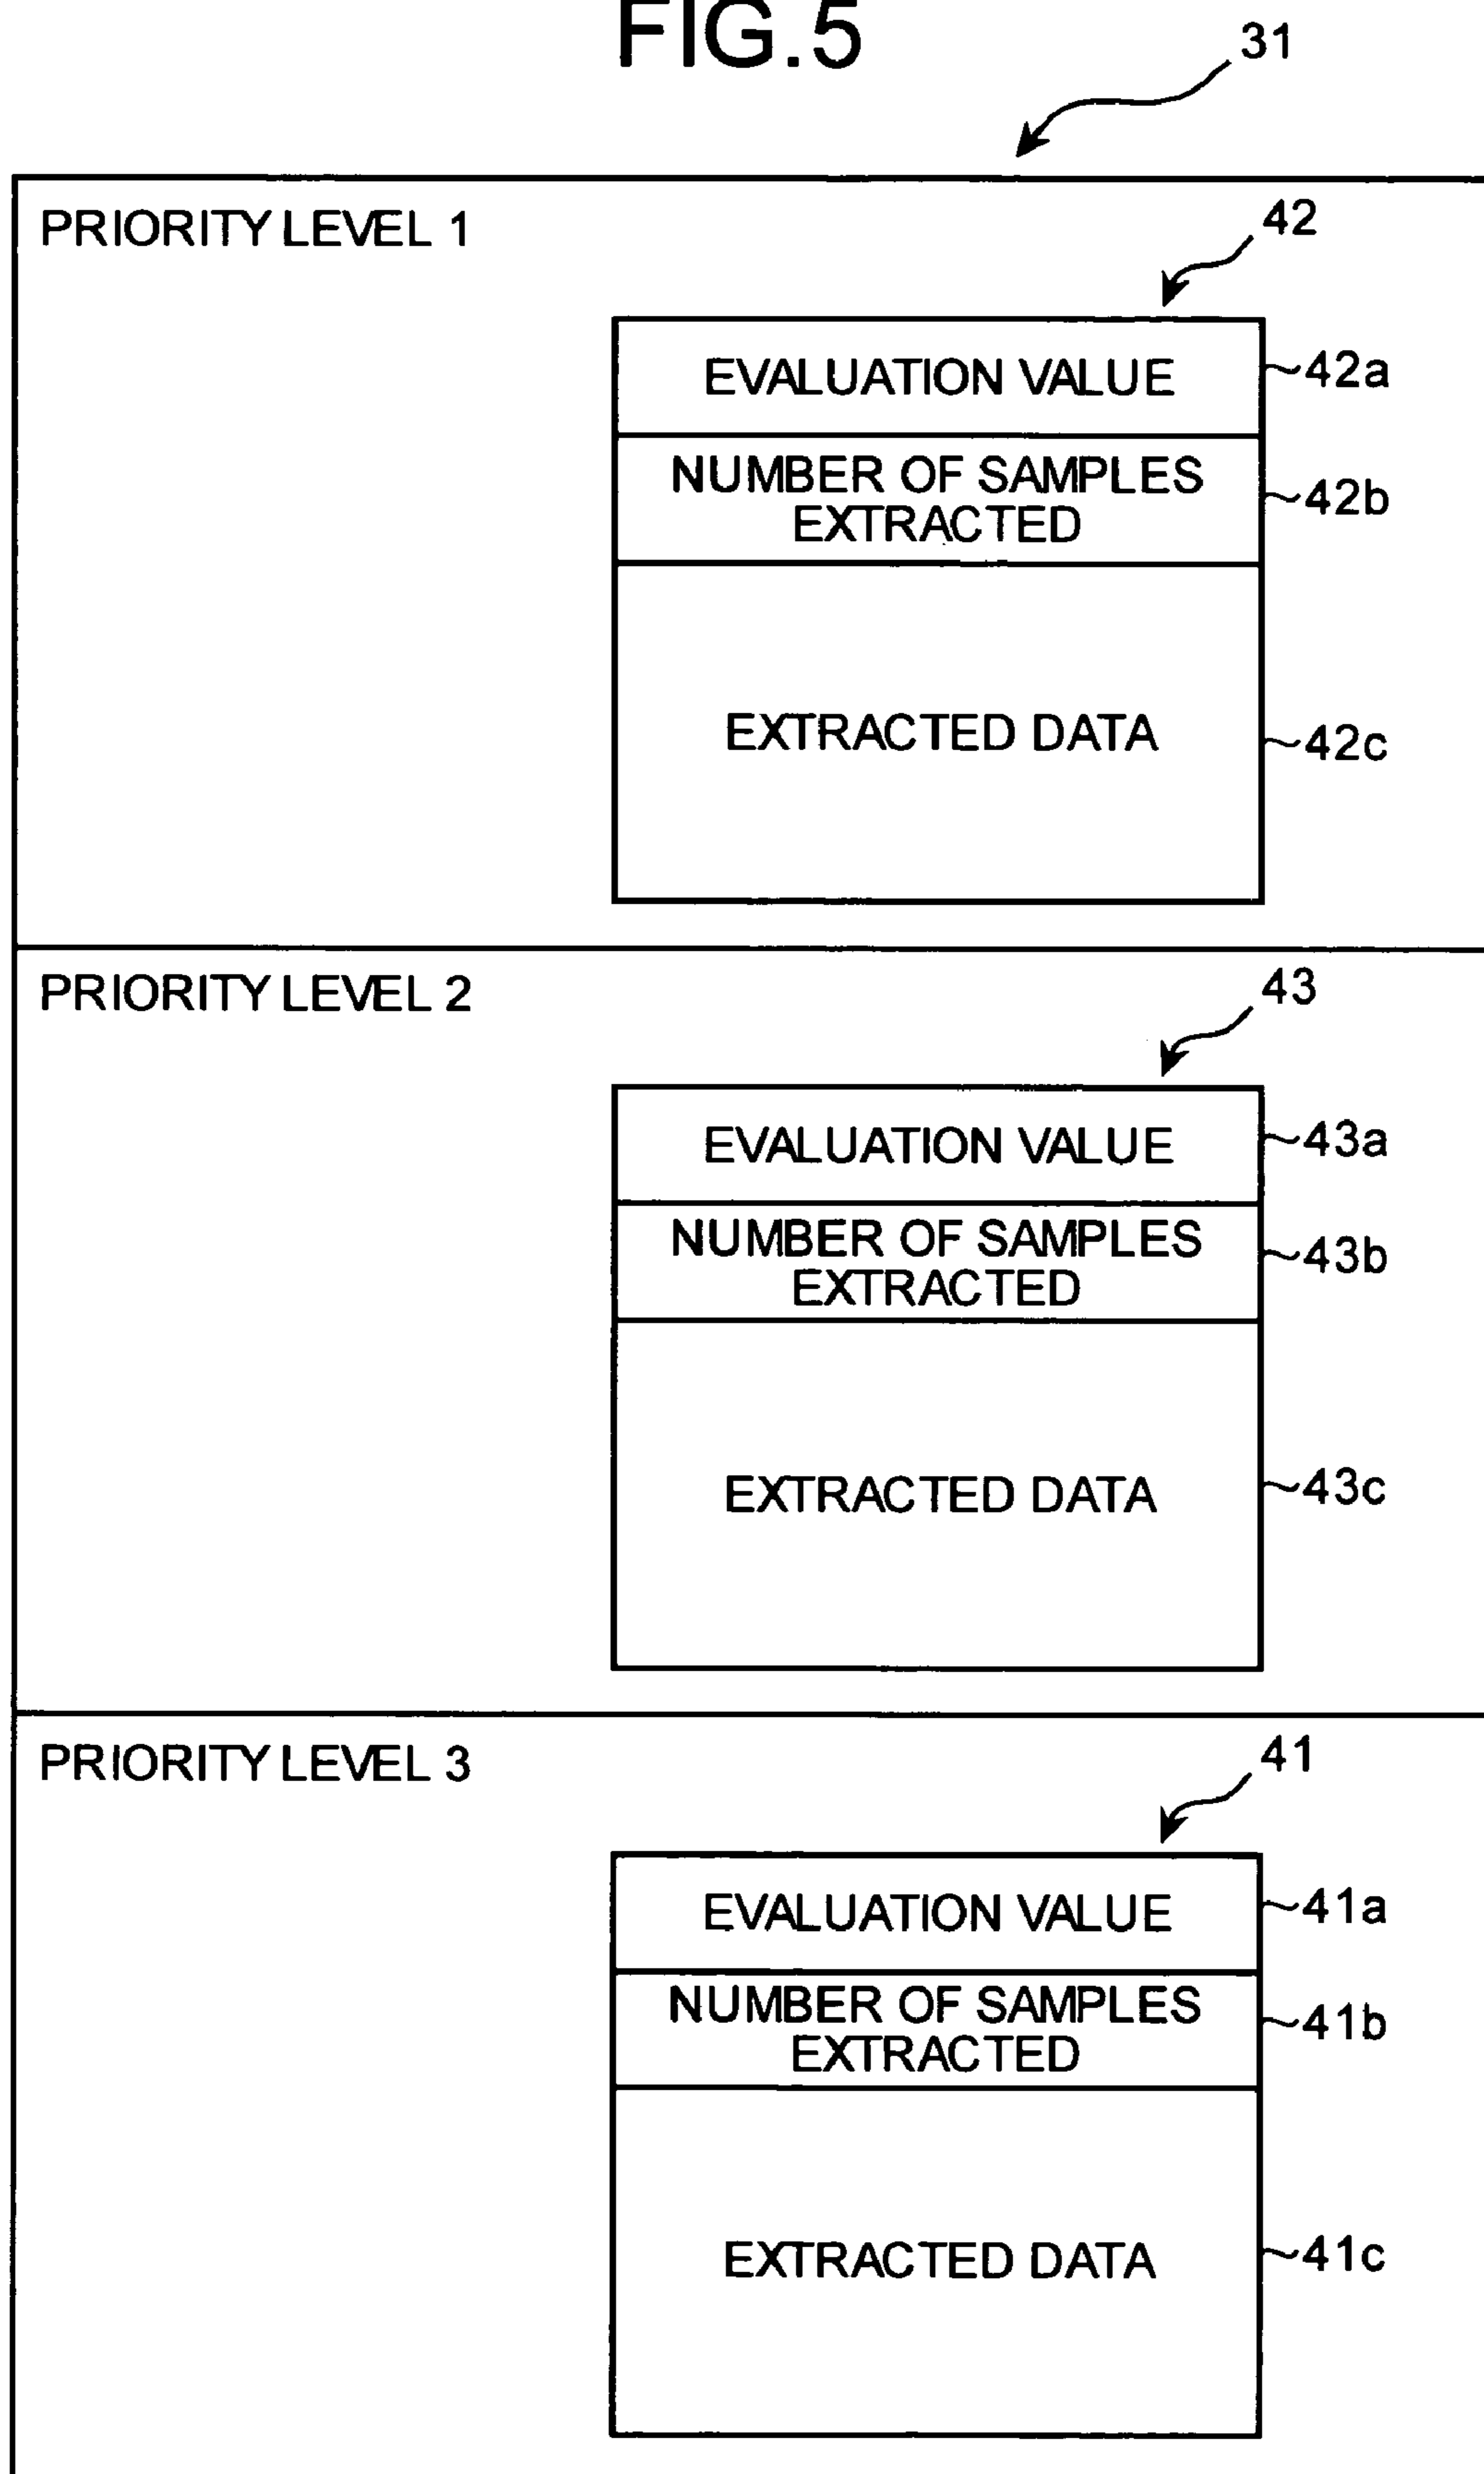 FIG.5
31
PRIORITY LEVEL 1
42
EVALUATION VALUE
42a
NUMBER OF SAMPLES
EXTRACTED
42b
EXTRACTED DATA
42c
PRIORITY LEVEL 2
43
EVALUATION VALUE
43a
NUMBER OF SAMPLES
EXTRACTED
43b
EXTRACTED DATA
43c
PRIORITY LEVEL 3
41
EVALUATION VALUE
41a
NUMBER OF SAMPLES
EXTRACTED
41b
EXTRACTED DATA
41c